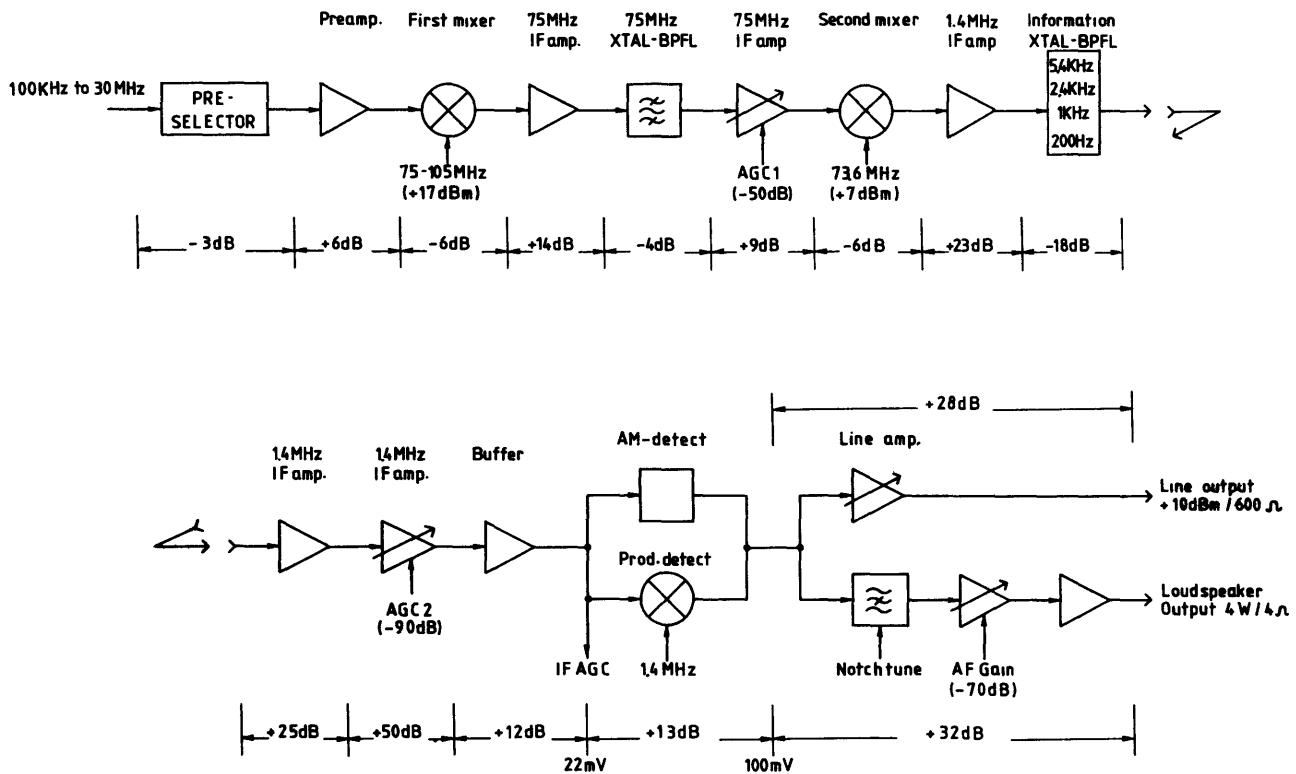 Preamp.
First mixer
75MHz
IF amp.
75MHz
XTAL-BPFL
75MHz
IF amp
Second mixer
1.4MHz
IF amp
Information
XTAL-BPFL
100KHz to 30MHz
PRE-
SELECTOR
5,4KHz
2,4KHz
1KHz
200Hz
75-105MHz
(+17dBm)
AGC1
(-50dB)
73,6 MHz
(+7dBm)
-3dB
+6dB
-6dB
+14dB
-4dB
+9dB
-6dB
+23dB
-18dB
+28dB
1,4MHz
IF amp.
1,4MHz
IF amp.
Buffer
AM-detect
Line amp.
Line output
+10dBm/600 Ω
Prod.detect
Loudspeaker
Output 4W/4Ω
AGC2
(-90dB)
IF AGC
1,4MHz
Notch tune
AF Gain
(-70dB)
+25dB
+50dB
+12dB
+13dB
+32dB
22mV
100mV